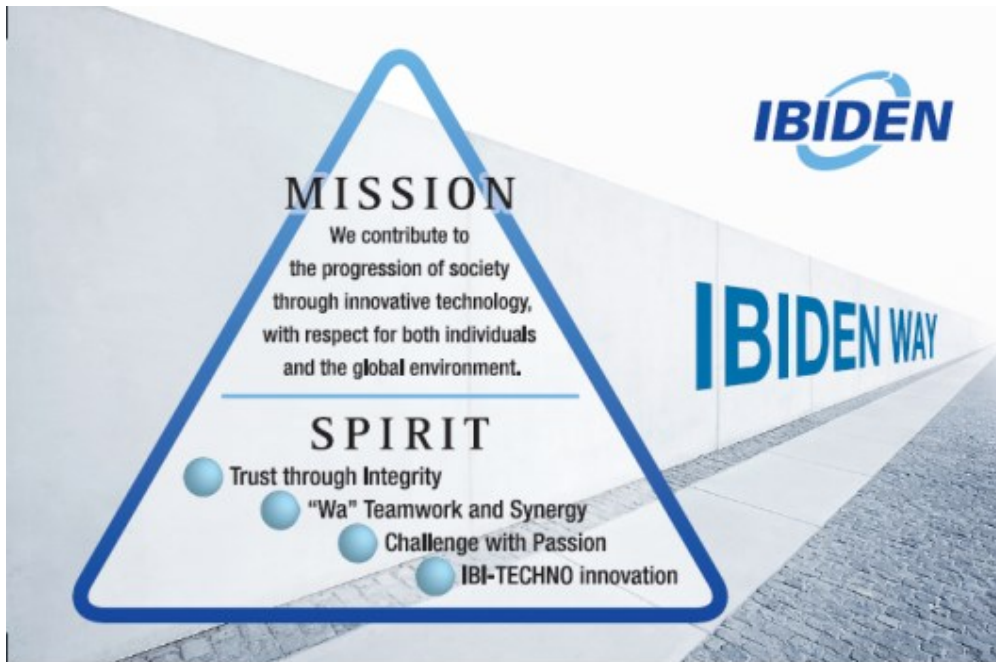 IBIDEN
MISSION
We contribute to
the progression of society
through innovative technology,
with respect for both individuals
and the global environment.
IBIDEN WAY
SPIRIT
Trust through Integrity
“Wa” Teamwork and Synergy
Challenge with Passion
IBI-TECHNO innovation